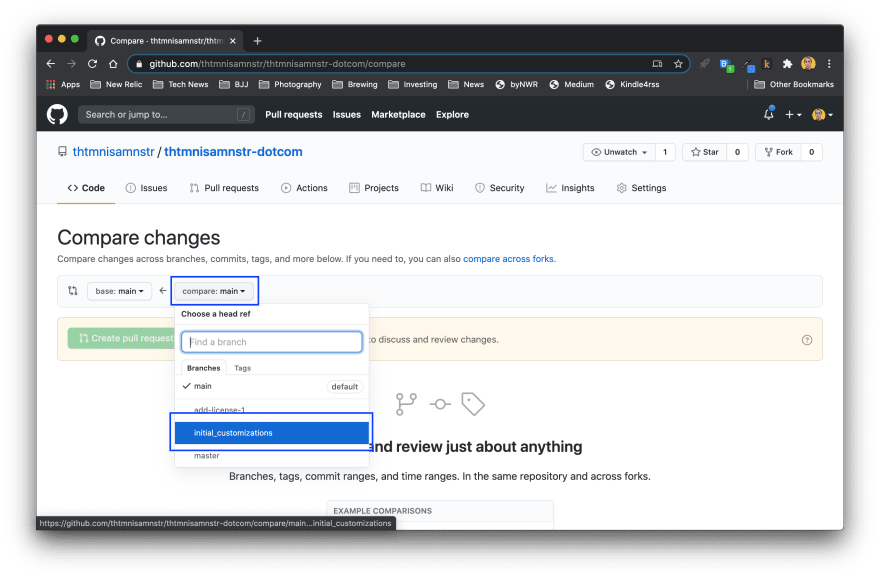 Compare · thtmnisamnstr/thtm
github.com/thtmnisamnstr/thtmnisamnstr-dotcom/compare
Apps New Relic Tech News BJJ Photography Brewing Investing News byNWR Medium Kindle4rss Other Bookmarks
Search or jump to... / Pull requests Issues Marketplace Explore
thtmnisamnstr / thtmnisamnstr-dotcom Unwatch 1 Star 0 Fork 0
Code Issues Pull requests Actions Projects Wiki Security Insights Settings
Compare changes
Compare changes across branches, commits, tags, and more below. If you need to, you can also compare across forks.
base: main compare: main
Choose a head ref
Find a branch
Create pull request to discuss and review changes.
Branches Tags
main default
add-license-1
initial_customizations
and review just about anything
master
Branches, tags, commit ranges, and time ranges. In the same repository and across forks.
EXAMPLE COMPARISONS
https://github.com/thtmnisamnstr/thtmnisamnstr-dotcom/compare/main...initial_customizations